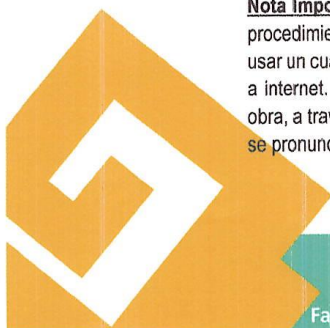 Nota Impo
procedimie
usar un cua
a internet.
obra, a trav
se pronunc
Fa